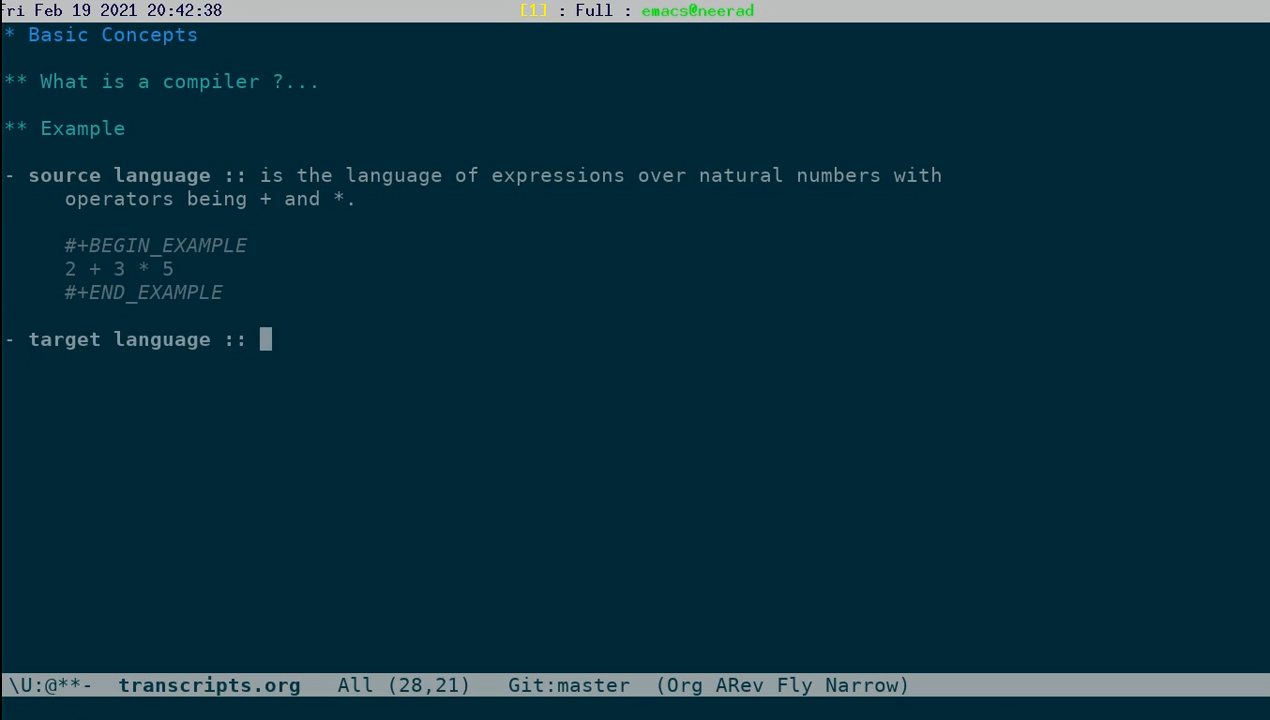 Fri Feb 19 2021 20:42:38 [1] : Full : emacs@neerad
* Basic Concepts
** What is a compiler ?...
** Example
- source language :: is the language of expressions over natural numbers with
operators being + and *.
#+BEGIN_EXAMPLE
2 + 3 * 5
#+END_EXAMPLE
- target language ::
\U:@**- transcripts.org All (28,21) Git:master (Org ARev Fly Narrow)